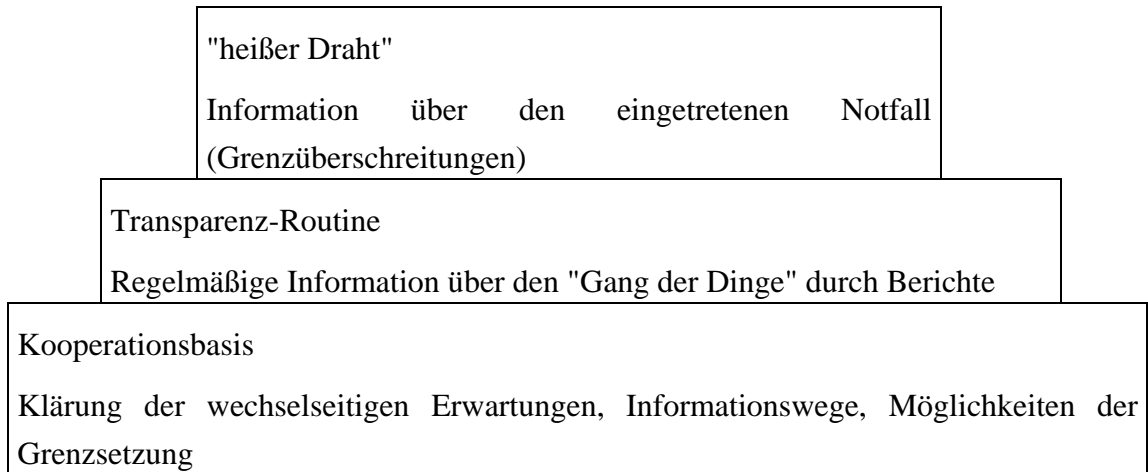 "heißer Draht"
Information über den eingetretenen Notfall
(Grenzüberschreitungen)
Transparenz-Routine
Regelmäßige Information über den "Gang der Dinge" durch Berichte
Kooperationsbasis
Klärung der wechselseitigen Erwartungen, Informationswege, Möglichkeiten der
Grenzsetzung